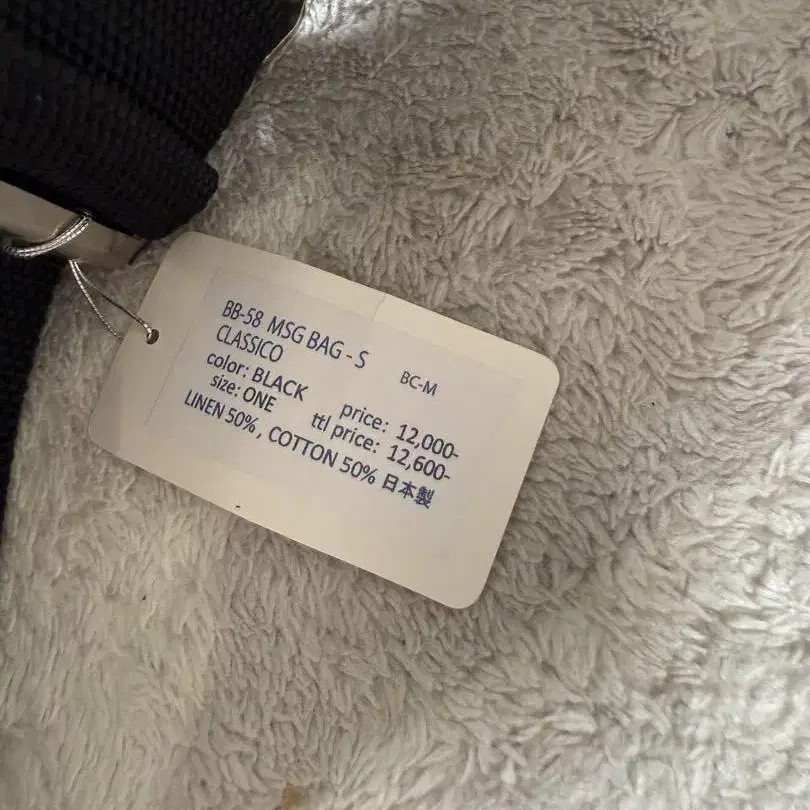 BB-58 MSG BAG - S
CLASSICO BC-M
color: BLACK price: 12,000-
size: ONE ttl price: 12,600-
LINEN 50%, COTTON 50% 日本製